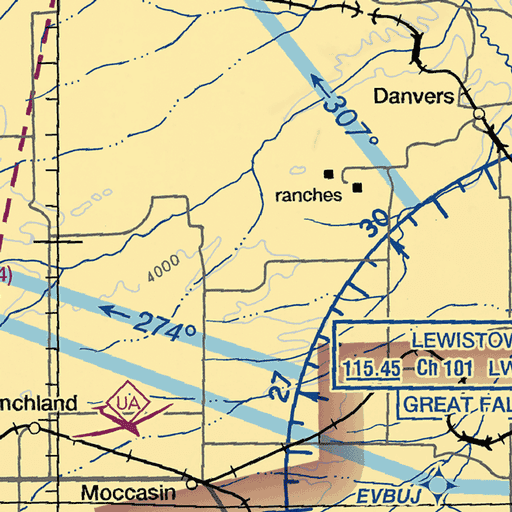 Danvers
←307°
ranches
30
4000
4)
←274°
LEWISTOW
115.45 Ch 101 LW
27
GREAT FAL
UA
nchland
Moccasin
EVBUJ